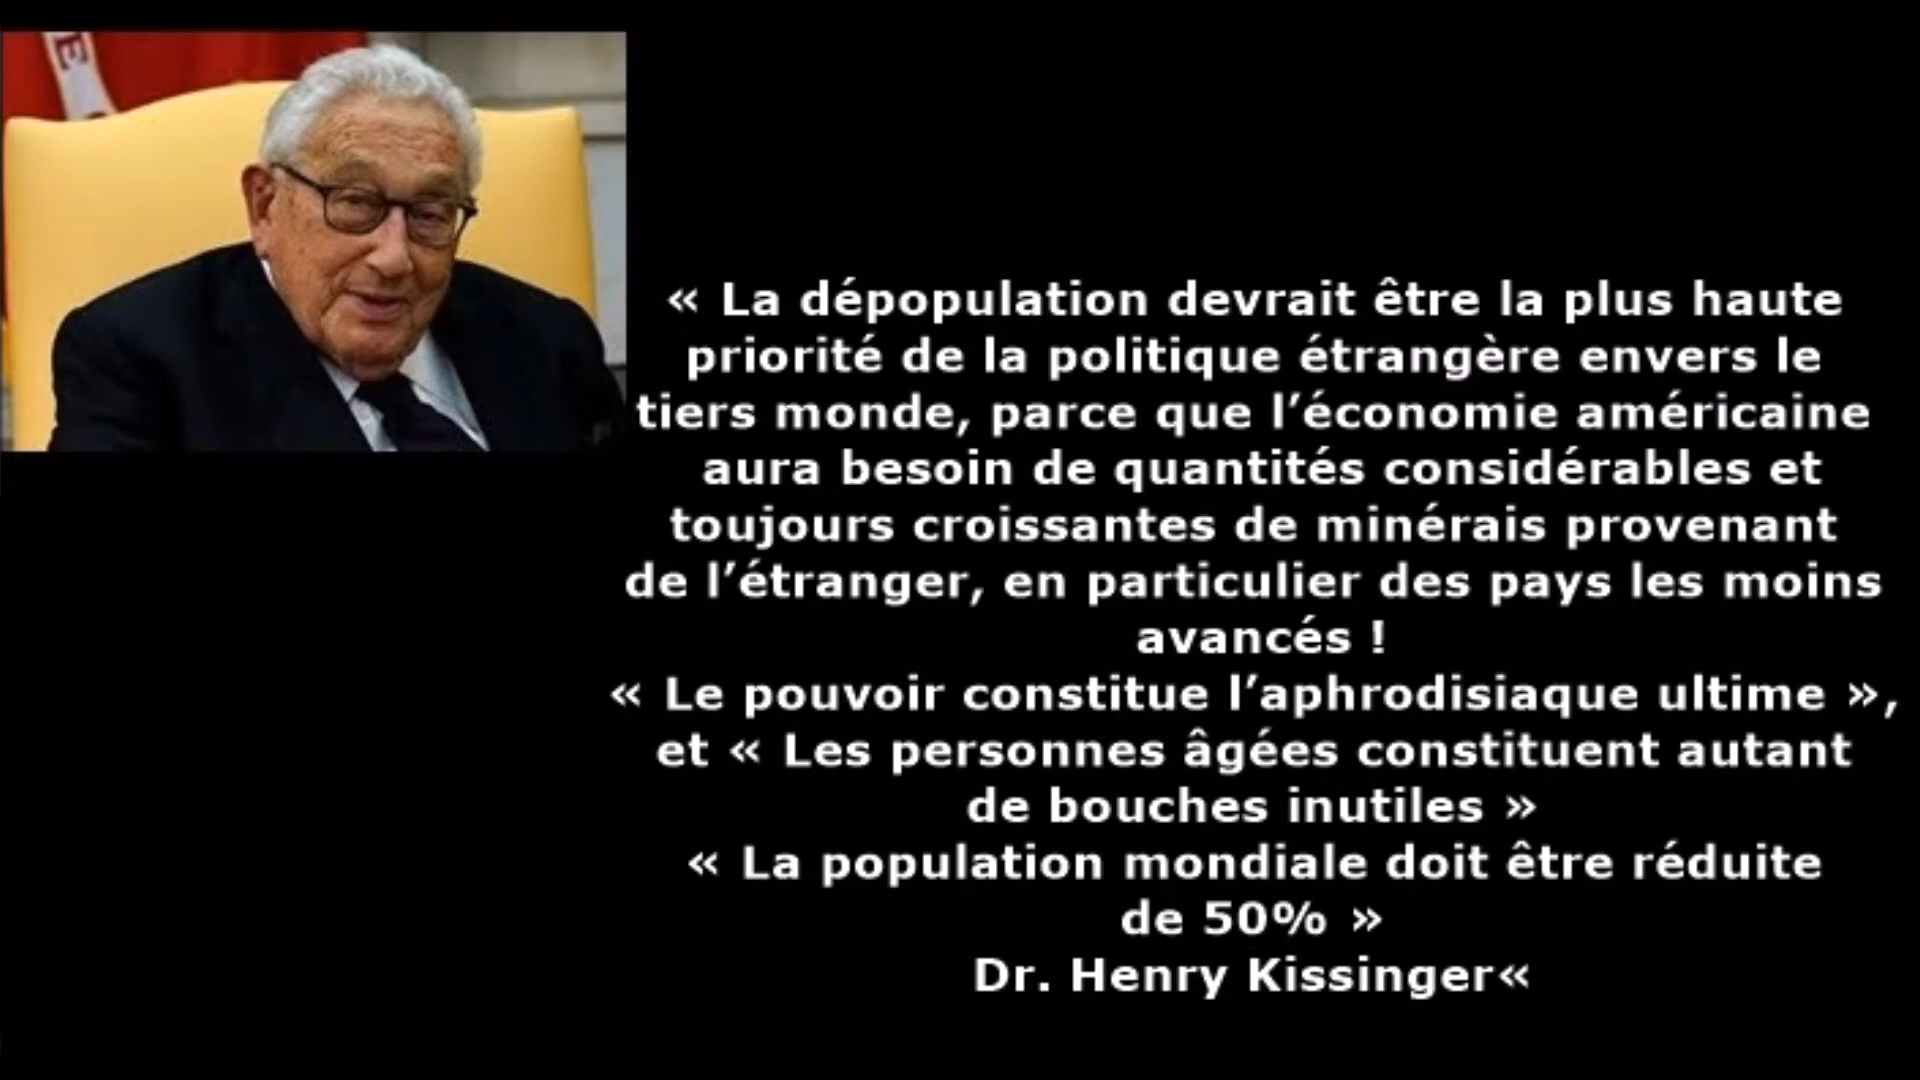 E
« La dépopulation devrait être la plus haute
priorité de la politique étrangère envers le
tiers monde, parce que l’économie américaine
aura besoin de quantités considérables et
toujours croissantes de minérais provenant
de l’étranger, en particulier des pays les moins
avancés !
« Le pouvoir constitue l’aphrodisiaque ultime »,
et « Les personnes âgées constituent autant
de bouches inutiles »
« La population mondiale doit être réduite
de 50% »
Dr. Henry Kissinger«